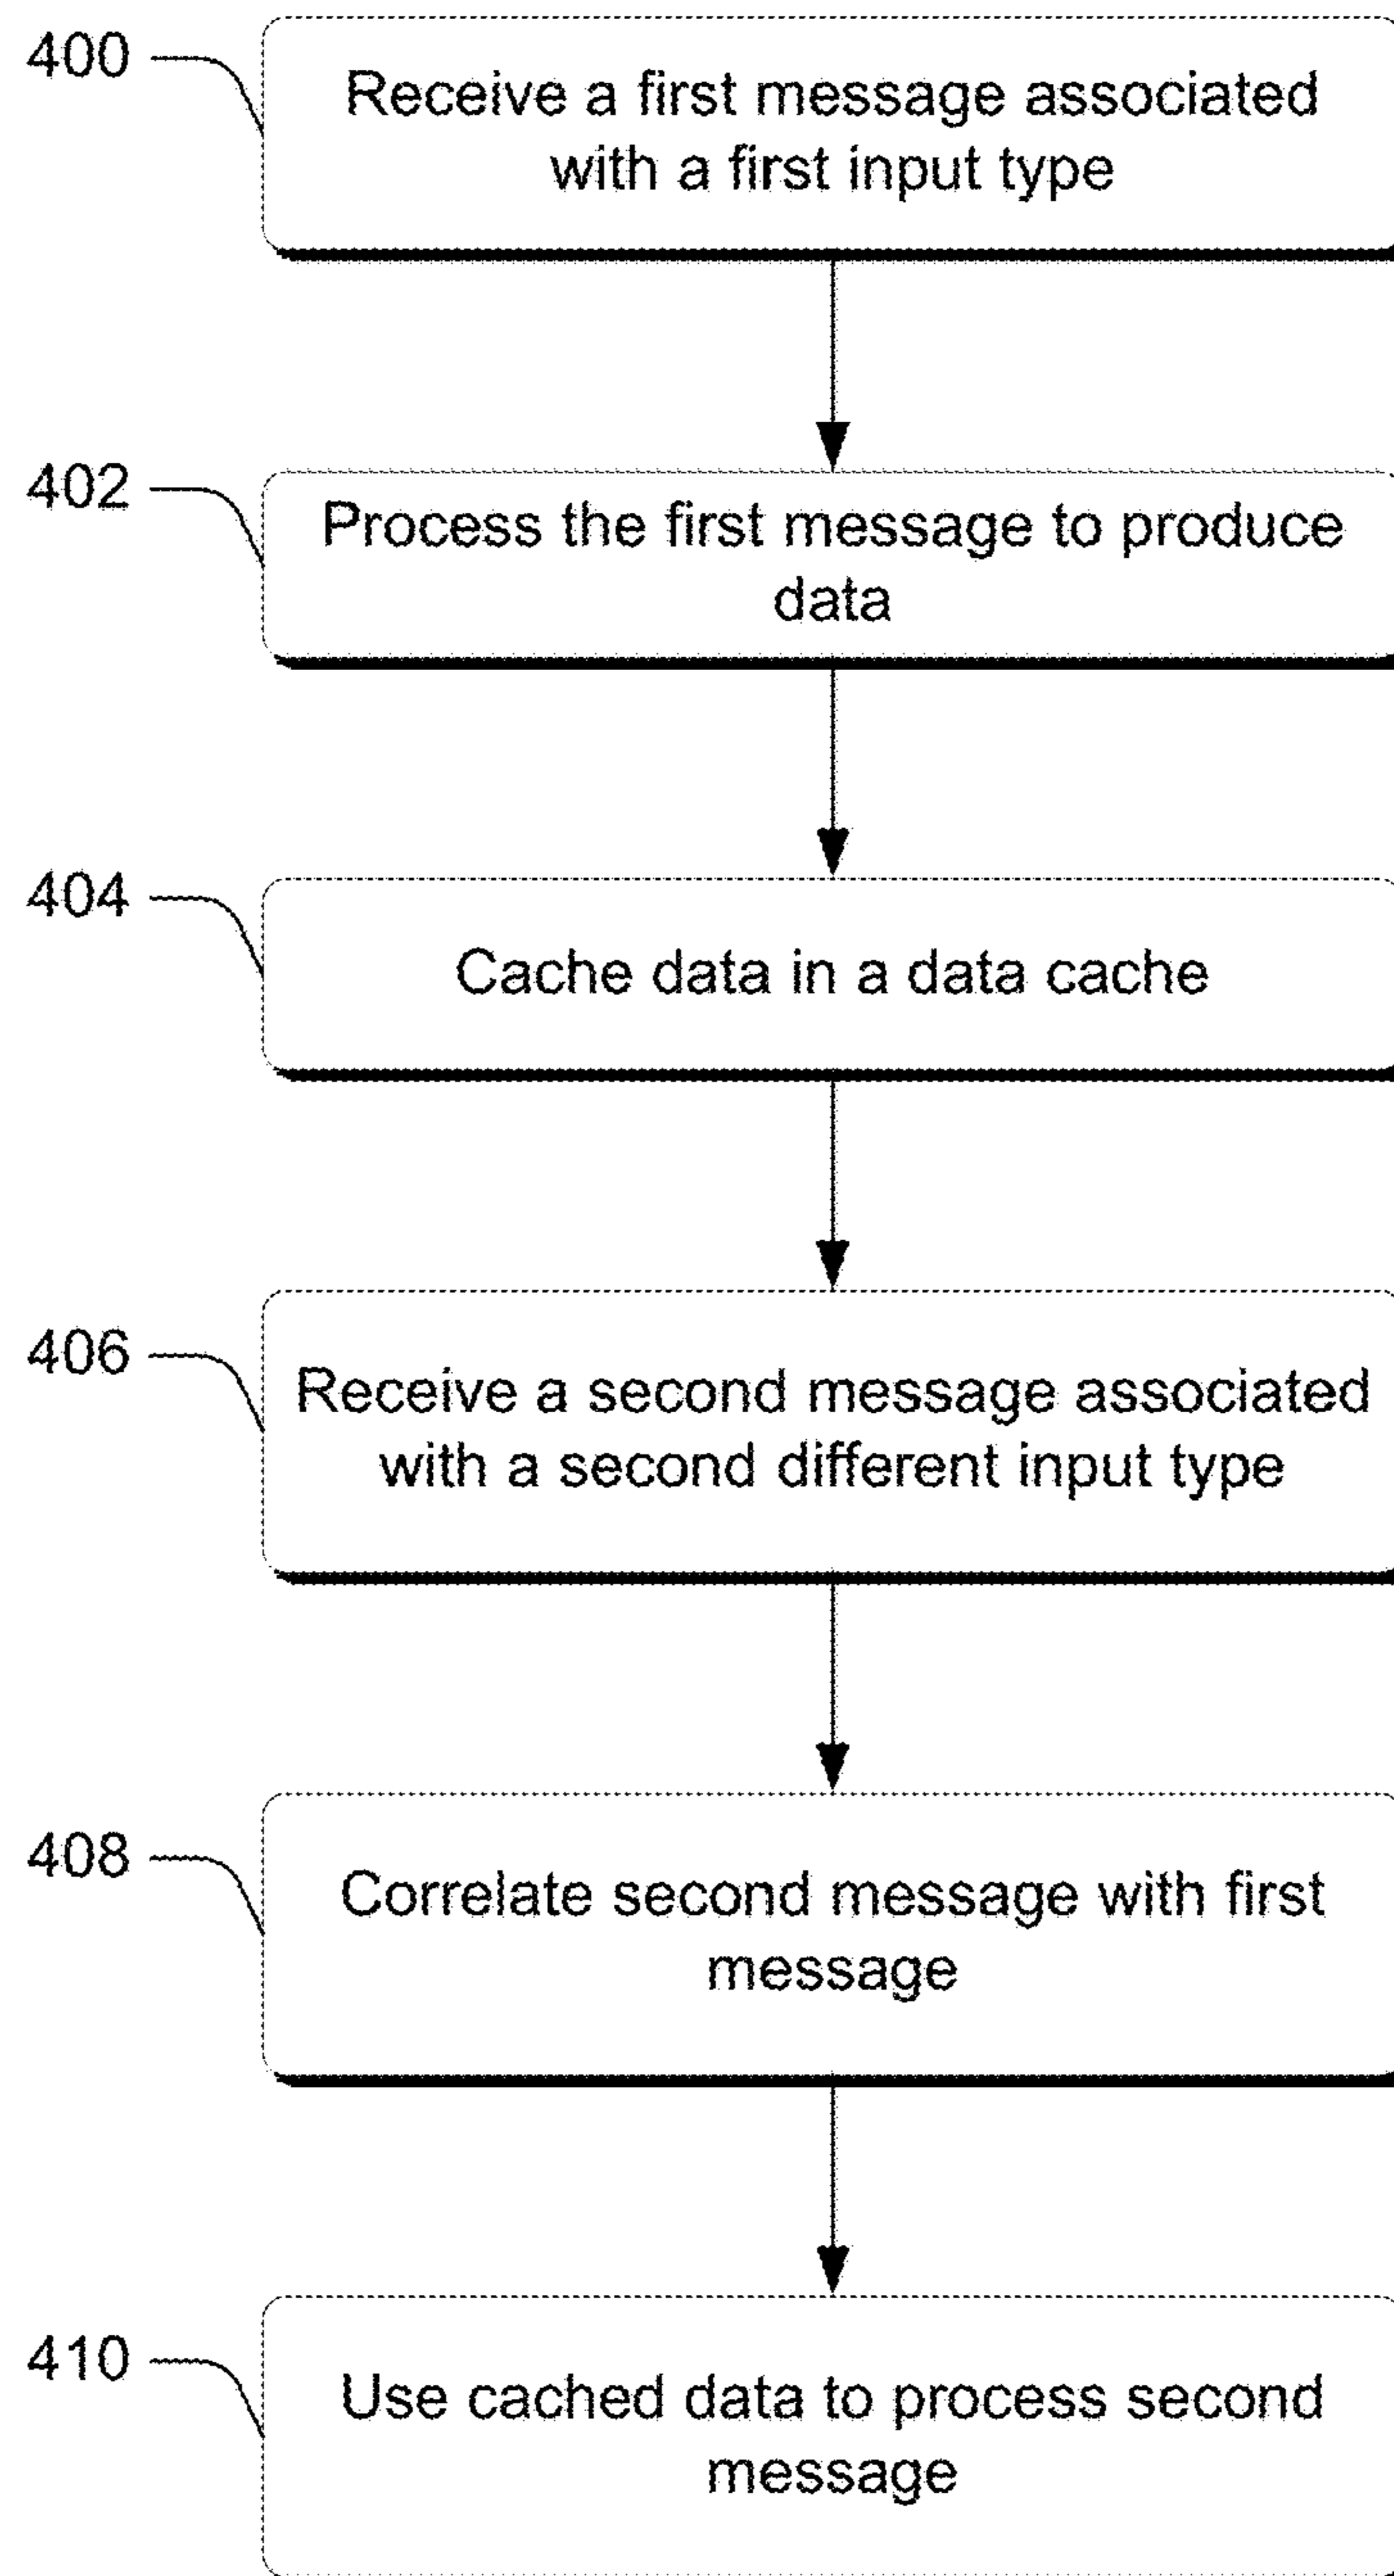 400
Receive a first message associated
with a first input type
402
Process the first message to produce
data
404
Cache data in a data cache
406
Receive a second message associated
with a second different input type
408
Correlate second message with first
message
410
Use cached data to process second
message